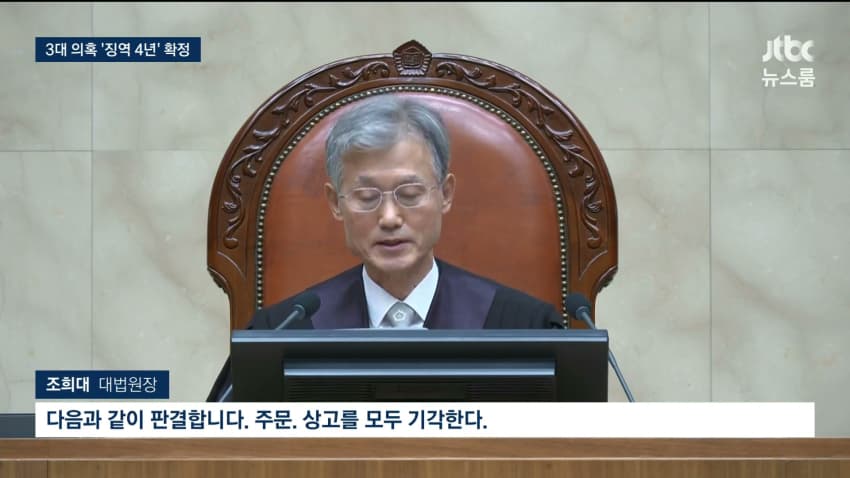 3대 의혹 '징역 4년' 확정
jtbc
뉴스룸
조희대 대법원장
다음과 같이 판결합니다. 주문. 상고를 모두 기각한다.